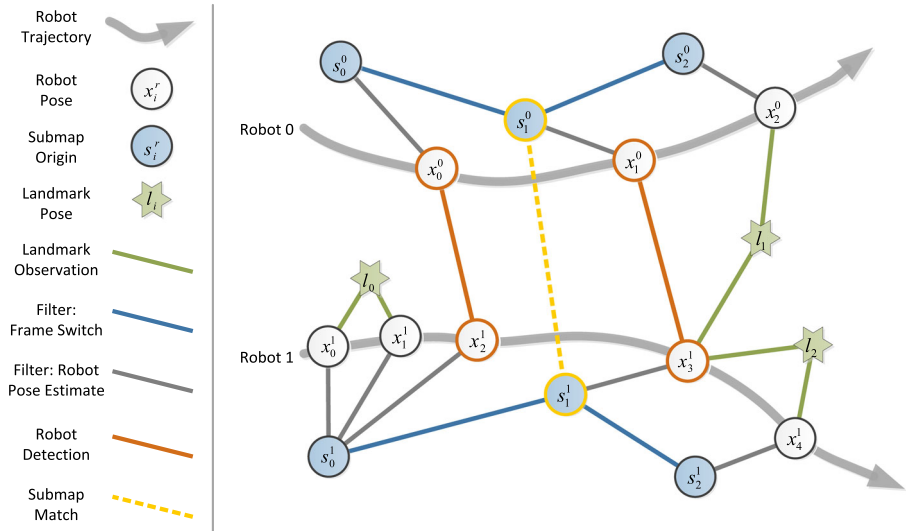 Robot
Trajectory
Robot
Pose
x_i^r
Submap
Origin
s_i^r
Landmark
Pose
l_i
Landmark
Observation
Filter:
Frame Switch
Filter: Robot
Pose Estimate
Robot
Detection
Submap
Match
s_0^0
s_2^0
s_1^0
x_2^0
Robot 0
x_0^0
x_1^0
l_1
l_0
x_0^1
x_1^1
x_2^1
l_2
Robot 1
x_3^1
s_1^1
x_4^1
s_0^1
s_2^1